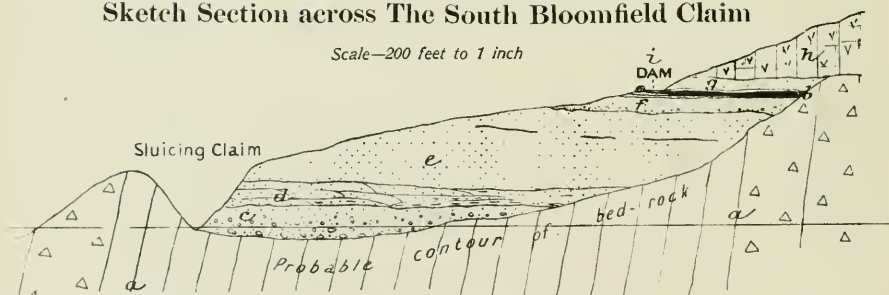 Sketch Section across The South Bloomfield Claim
Scale—200 feet to 1 inch
i
DAM
h
g
b
f
Sluicing Claim
e
d
c
a
bed-rock
Probable contour of
a